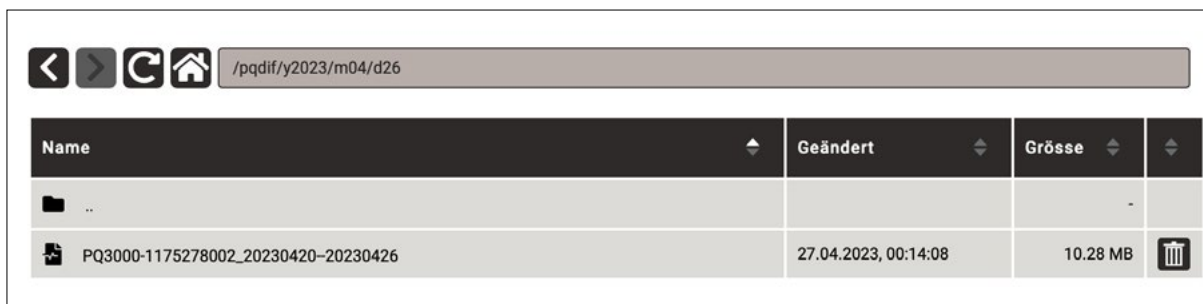 /pqdif/y2023/m04/d26
Name Geändert Grösse
.. -
PQ3000-1175278002_20230420–20230426 27.04.2023, 00:14:08 10.28 MB